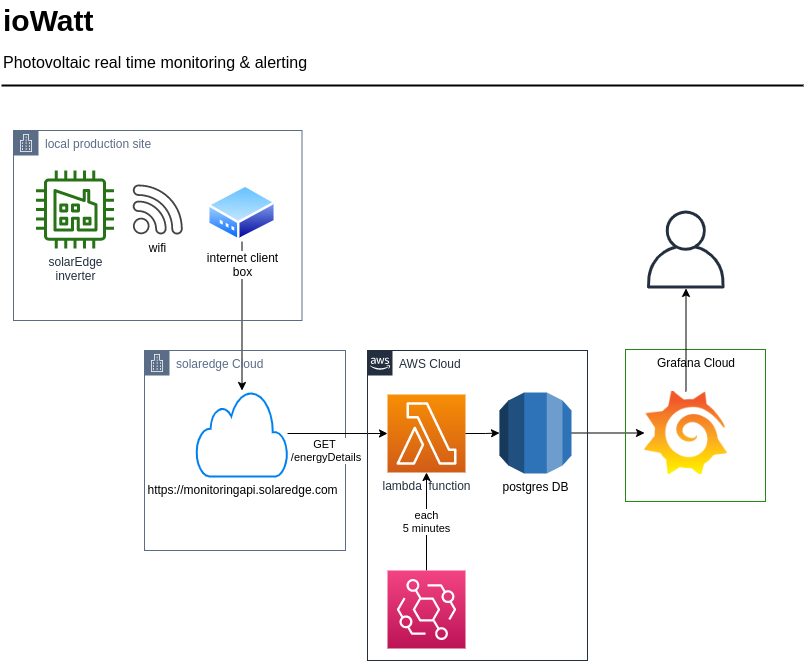 ioWatt
Photovoltaic real time monitoring & alerting
local production site
wifi
solarEdge
inverter
internet client
box
solaredge Cloud
aws
AWS Cloud
Grafana Cloud
GET
/energyDetails
https://monitoringapi.solaredge.com
lambda function
postgres DB
each
5 minutes